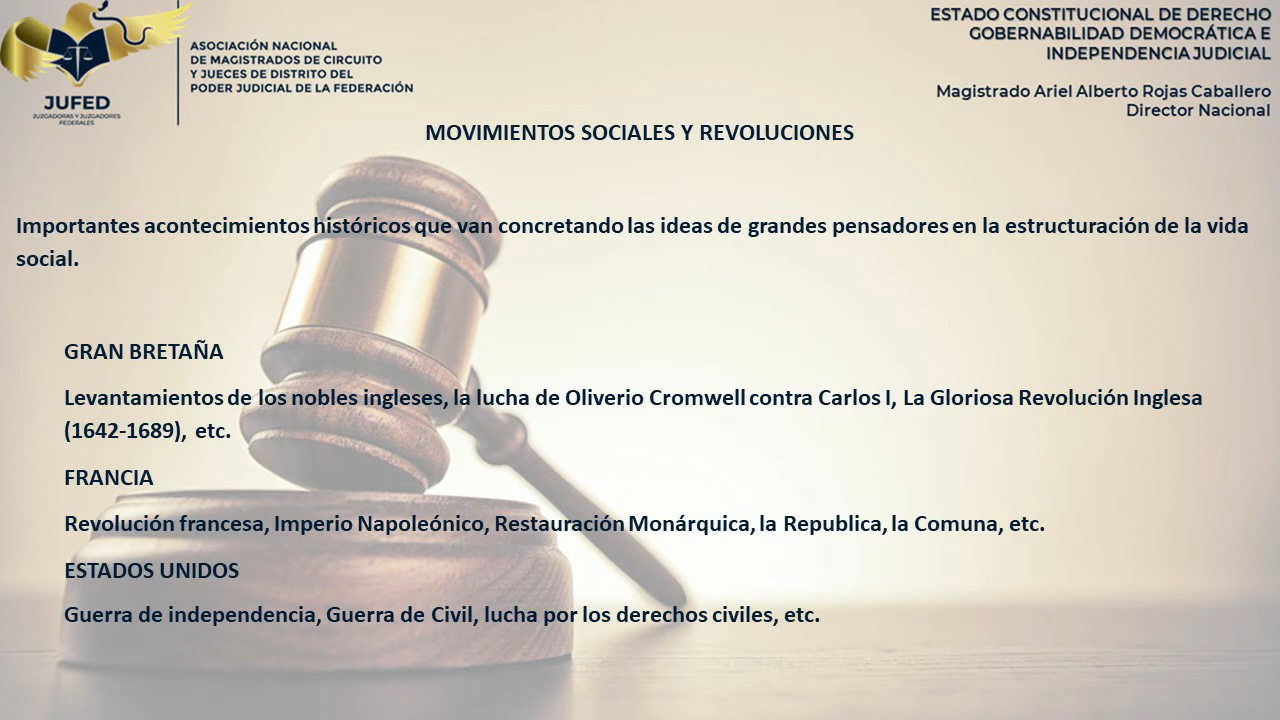 JUFED
JUZGADORAS Y JUZGADORES
FEDERALES
ASOCIACIÓN NACIONAL
DE MAGISTRADOS DE CIRCUITO
Y JUECES DE DISTRITO DEL
PODER JUDICIAL DE LA FEDERACIÓN
ESTADO CONSTITUCIONAL DE DERECHO
GOBERNABILIDAD DEMOCRÁTICA E
INDEPENDENCIA JUDICIAL
Magistrado Ariel Alberto Rojas Caballero
Director Nacional
MOVIMIENTOS SOCIALES Y REVOLUCIONES
Importantes acontecimientos históricos que van concretando las ideas de grandes pensadores en la estructuración de la vida
social.
GRAN BRETAÑA
Levantamientos de los nobles ingleses, la lucha de Oliverio Cromwell contra Carlos I, La Gloriosa Revolución Inglesa
(1642-1689), etc.
FRANCIA
Revolución francesa, Imperio Napoleónico, Restauración Monárquica, la Republica, la Comuna, etc.
ESTADOS UNIDOS
Guerra de independencia, Guerra de Civil, lucha por los derechos civiles, etc.